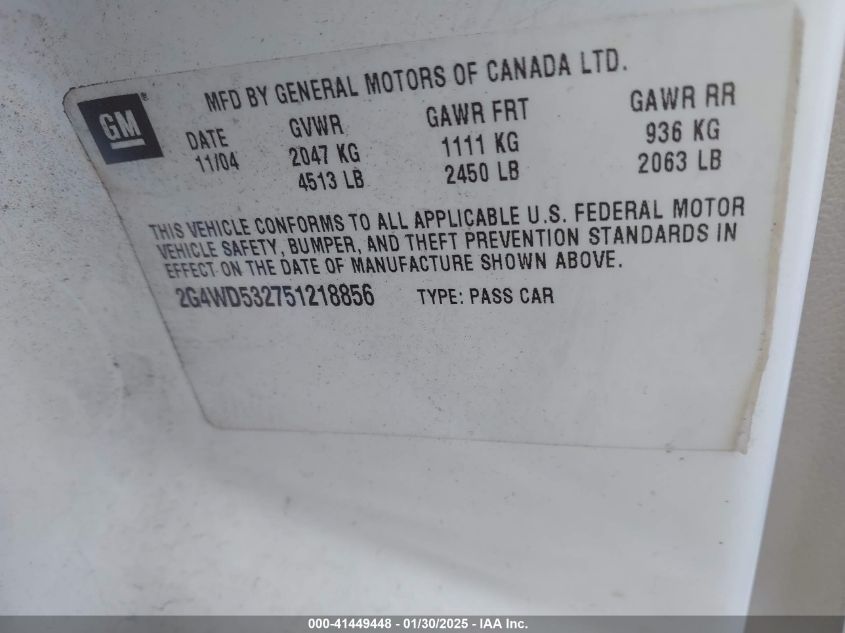 MFD BY GENERAL MOTORS OF CANADA LTD.
GM®
DATE GVWR GAWR FRT GAWR RR
11/04 2047 KG 1111 KG 936 KG
4513 LB 2450 LB 2063 LB
THIS VEHICLE CONFORMS TO ALL APPLICABLE U.S. FEDERAL MOTOR
VEHICLE SAFETY, BUMPER, AND THEFT PREVENTION STANDARDS IN
EFFECT ON THE DATE OF MANUFACTURE SHOWN ABOVE.
2G4WD532751218856 TYPE: PASS CAR
000-41449448 - 01/30/2025 - IAA Inc.